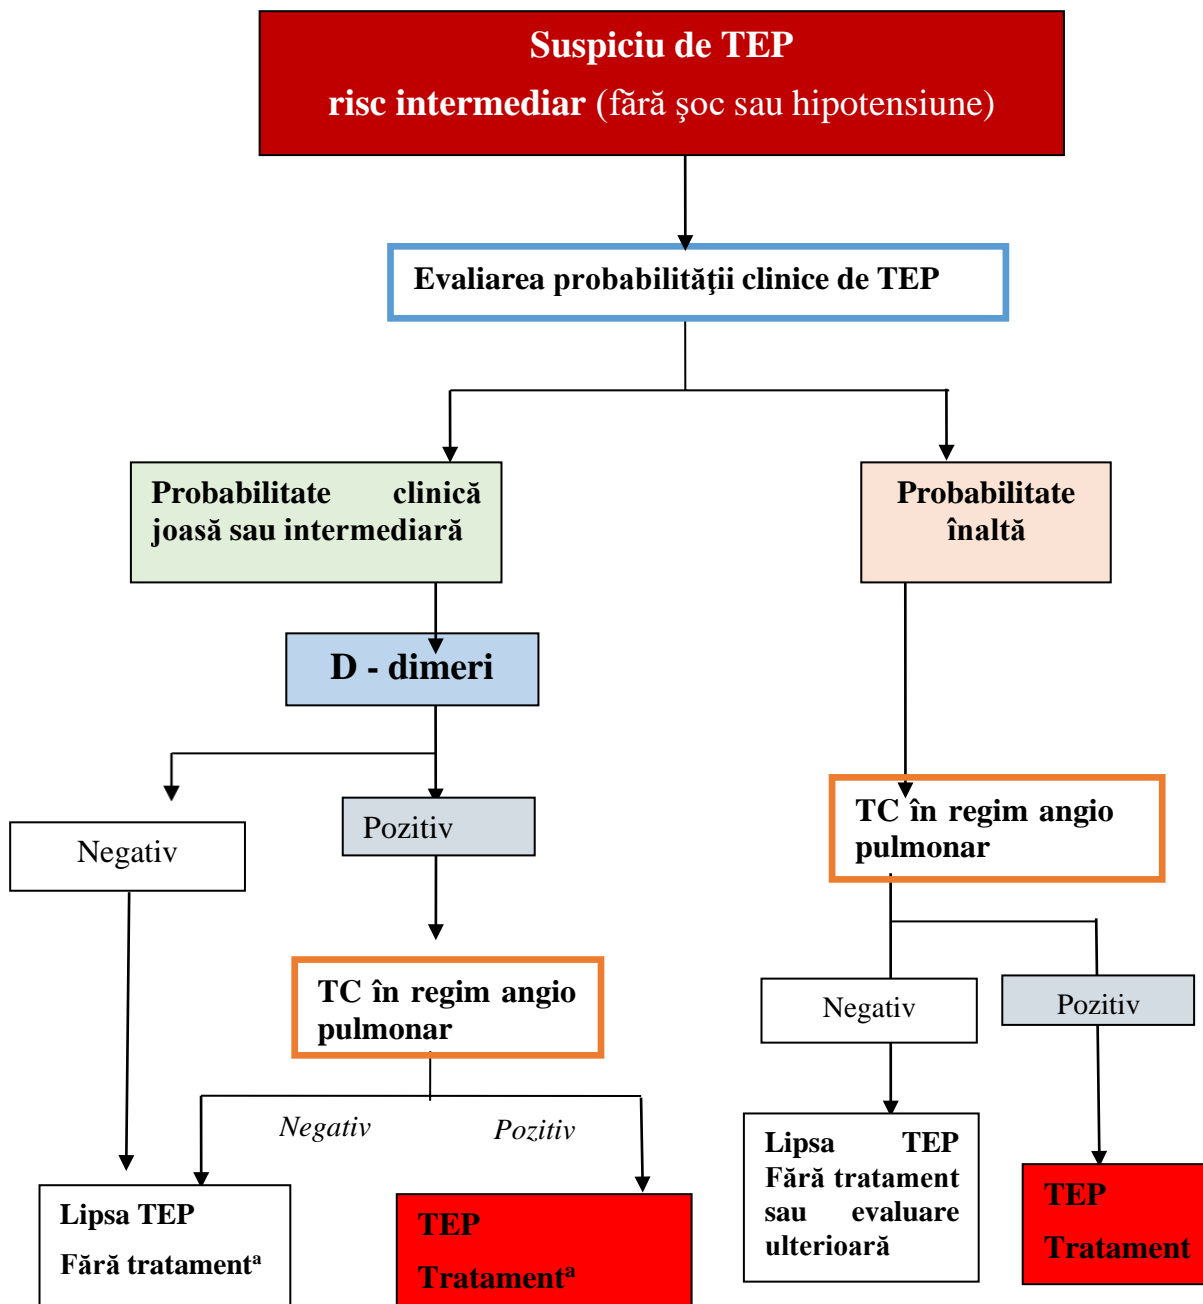 Suspiciu de TEP
risc intermediar (fără şoc sau hipotensiune)
Evaliarea probabilităţii clinice de TEP
Probabilitate clinică
joasă sau intermediară
Probabilitate
înaltă
D - dimeri
Negativ
Pozitiv
TC în regim angio
pulmonar
TC în regim angio
pulmonar
Negativ
Pozitiv
Negativ
Pozitiv
Lipsa TEP
Fără tratamentᵃ
TEP
Tratamentᵃ
Lipsa TEP
Fără tratament
sau evaluare
ulterioară
TEP
Tratament